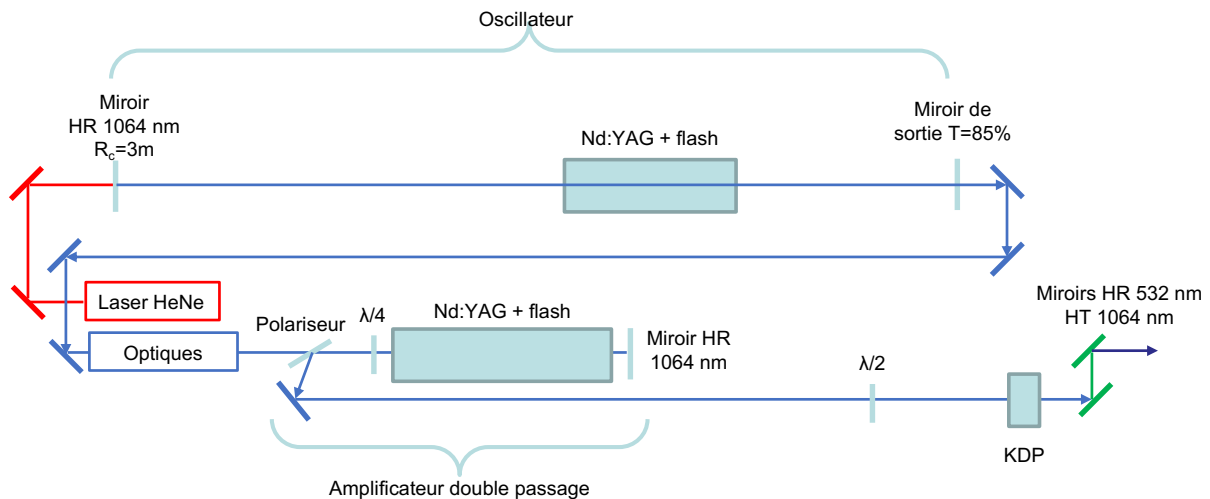 Oscillateur
Miroir
HR 1064 nm
R_c=3m
Nd:YAG + flash
Miroir de
sortie T=85%
Laser HeNe
Optiques
Polariseur
λ/4
Nd:YAG + flash
Miroir HR
1064 nm
λ/2
Miroirs HR 532 nm
HT 1064 nm
KDP
Amplificateur double passage